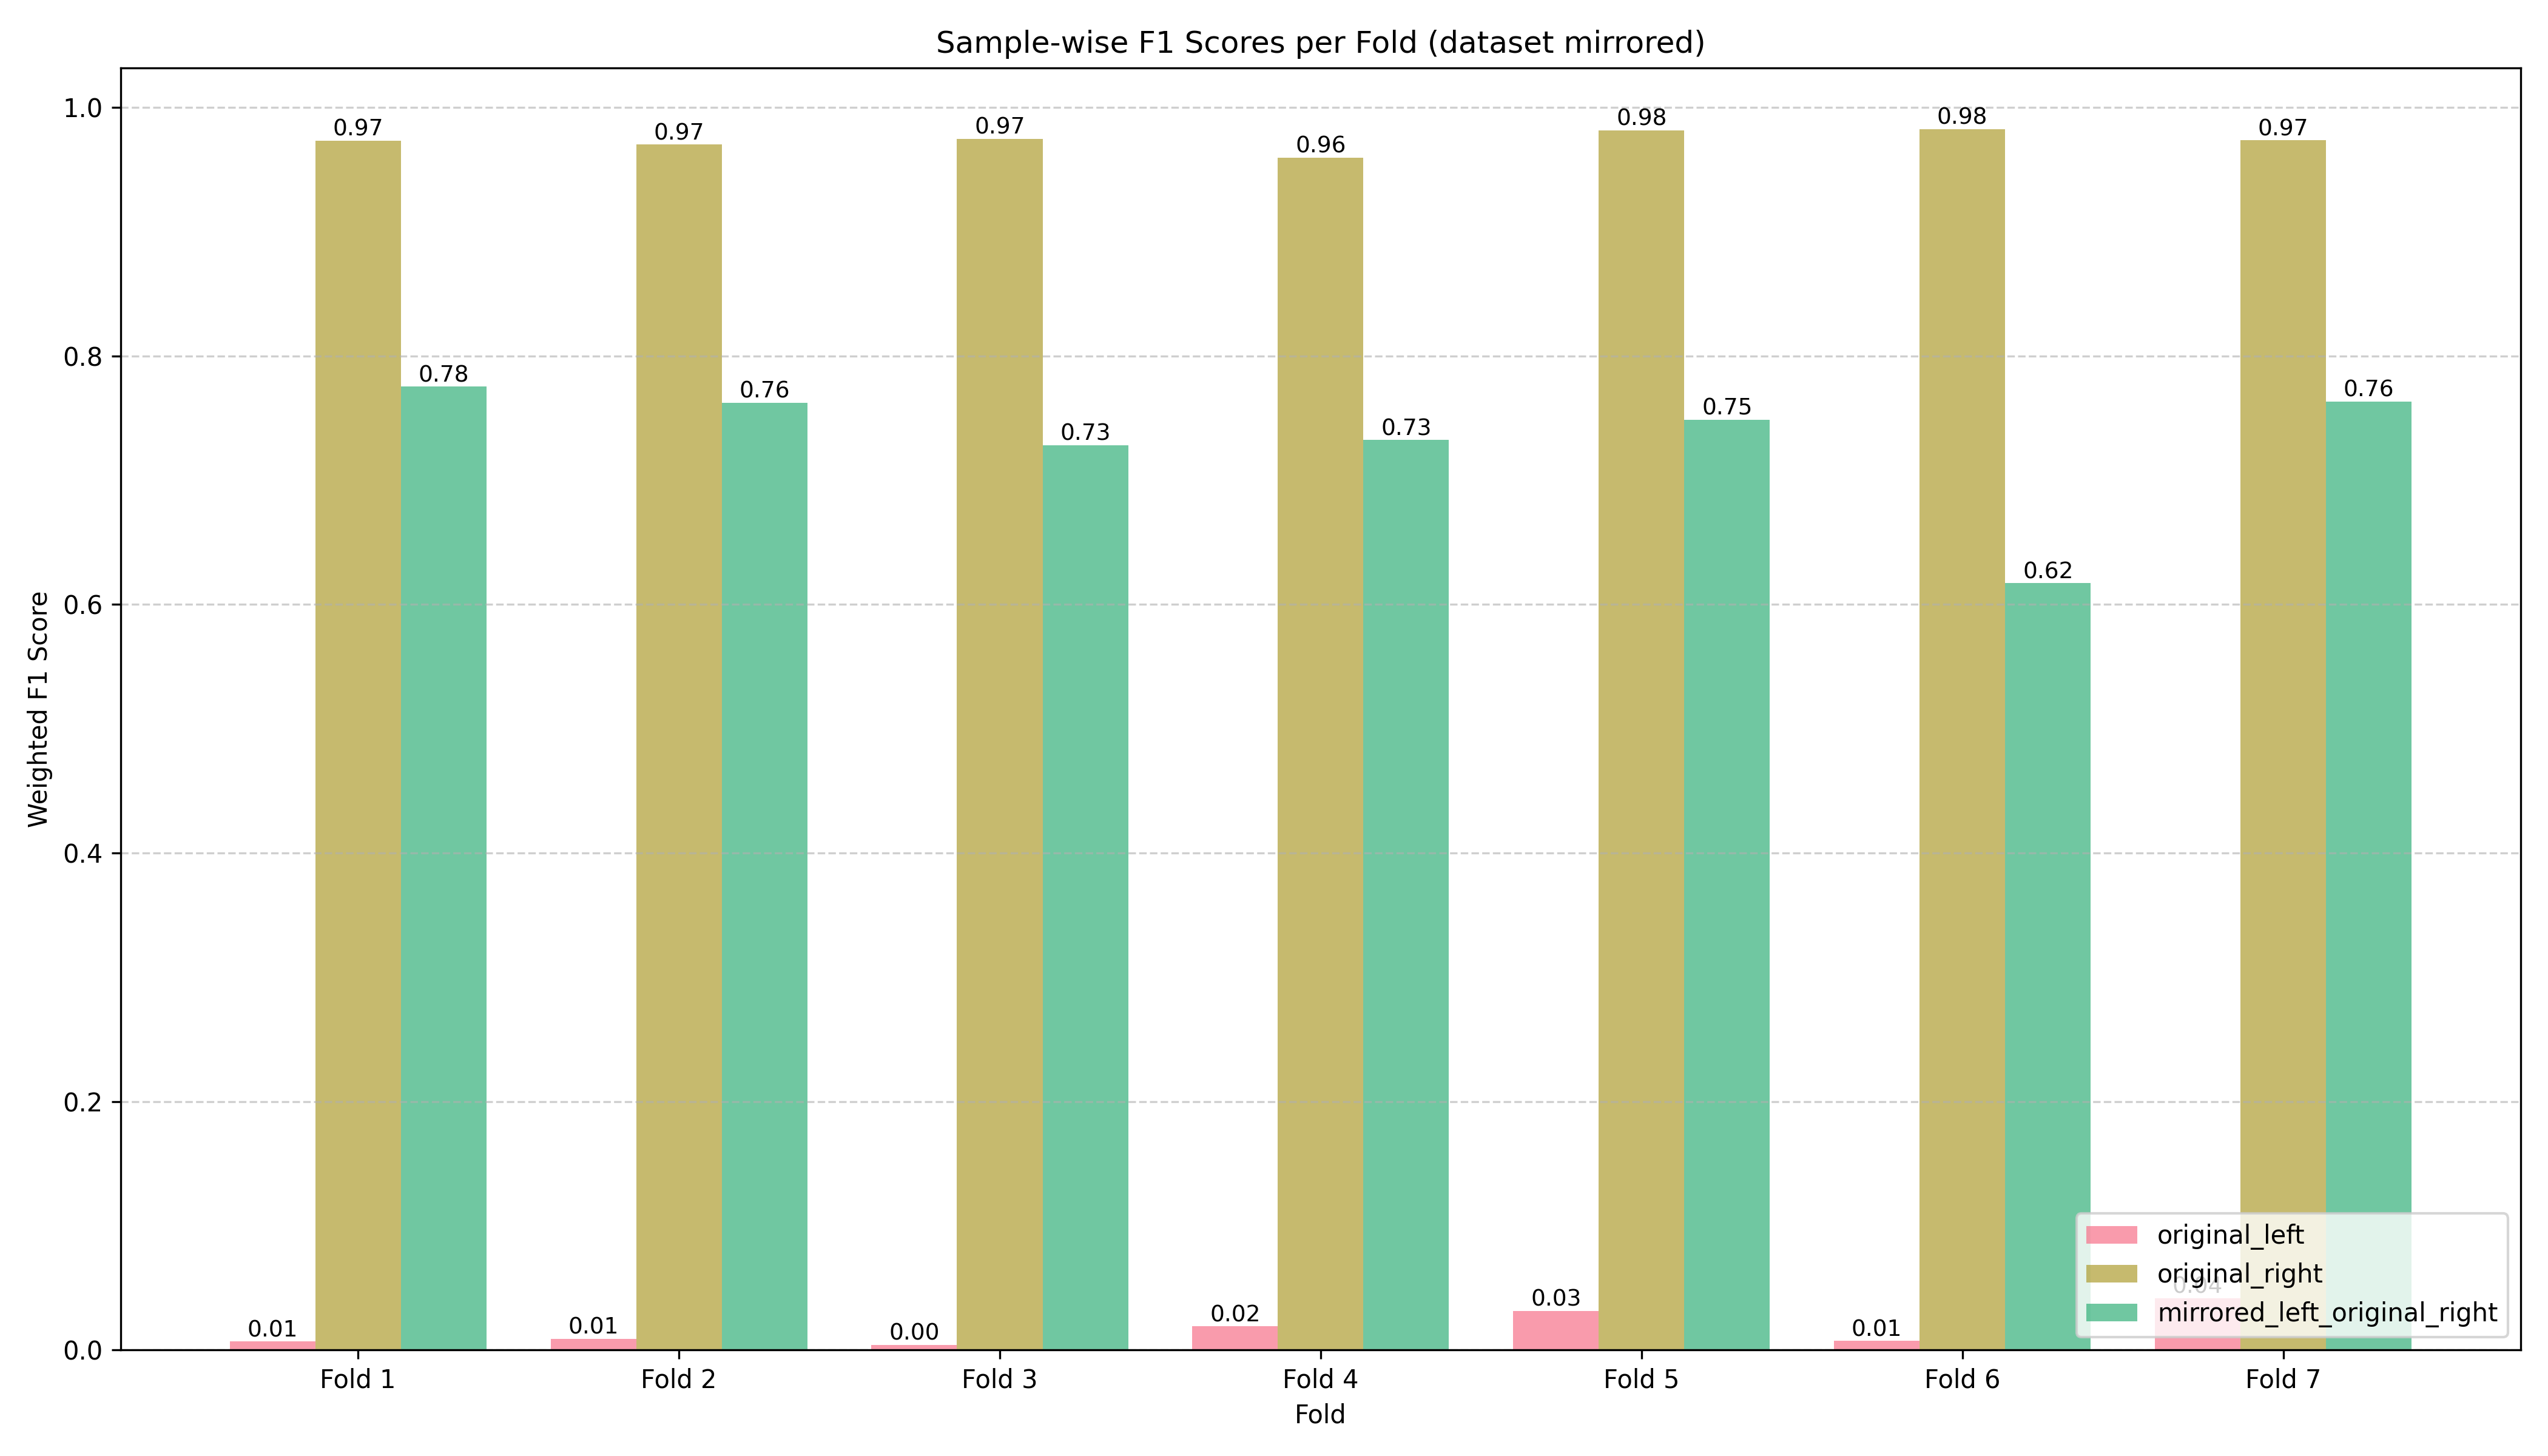 Sample-wise F1 Scores per Fold (dataset mirrored)
Weighted F1 Score
1.0
0.8
0.6
0.4
0.2
0.0
0.01 0.97 0.78
0.01 0.97 0.76
0.00 0.97 0.73
0.02 0.96 0.73
0.03 0.98 0.75
0.01 0.98 0.62
0.04 0.97 0.76
original_left
original_right
mirrored_left_original_right
Fold 1 Fold 2 Fold 3 Fold 4 Fold 5 Fold 6 Fold 7
Fold